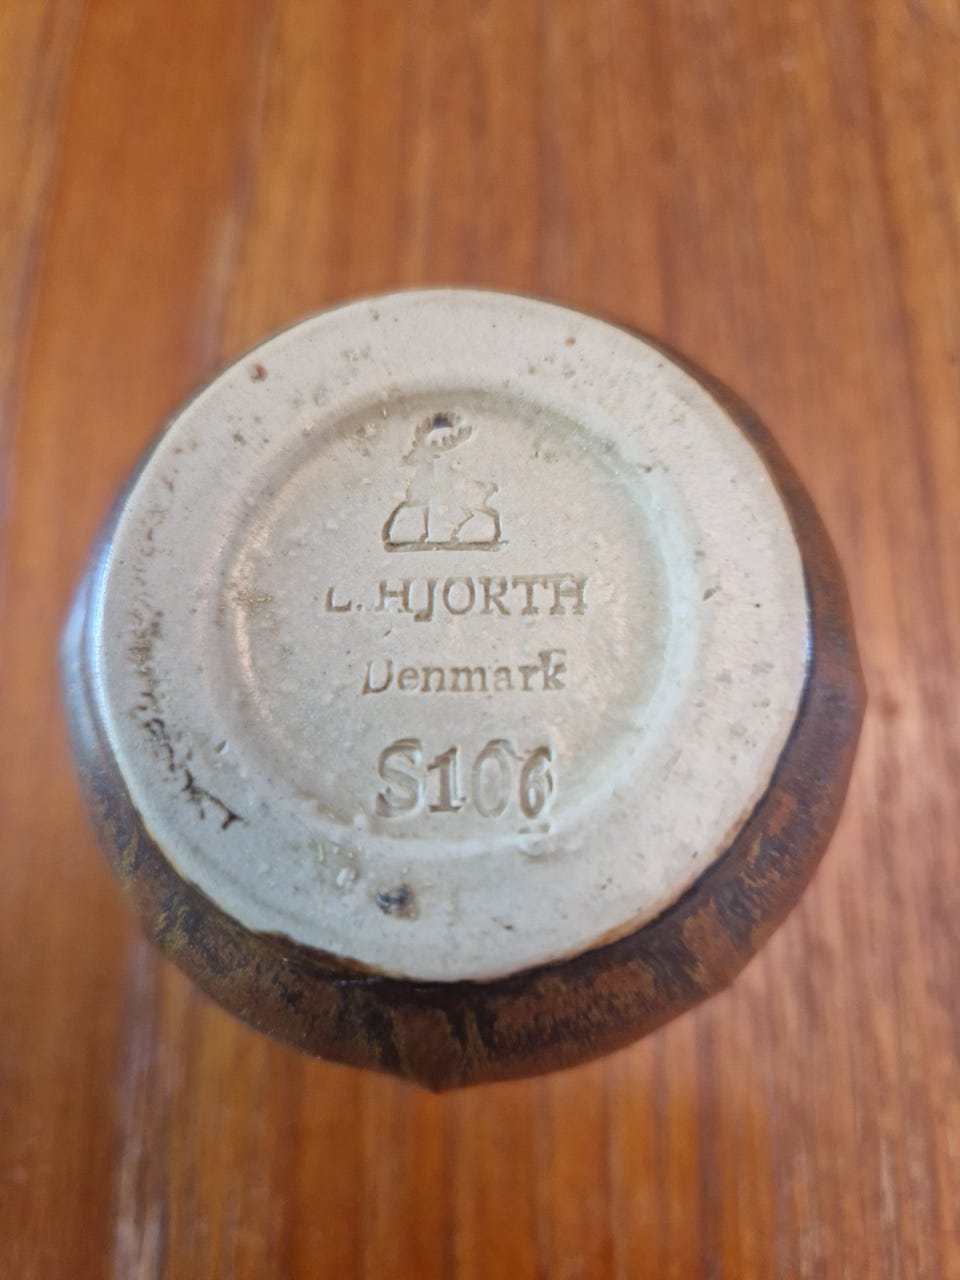 L. HJORTH
Denmark
S106